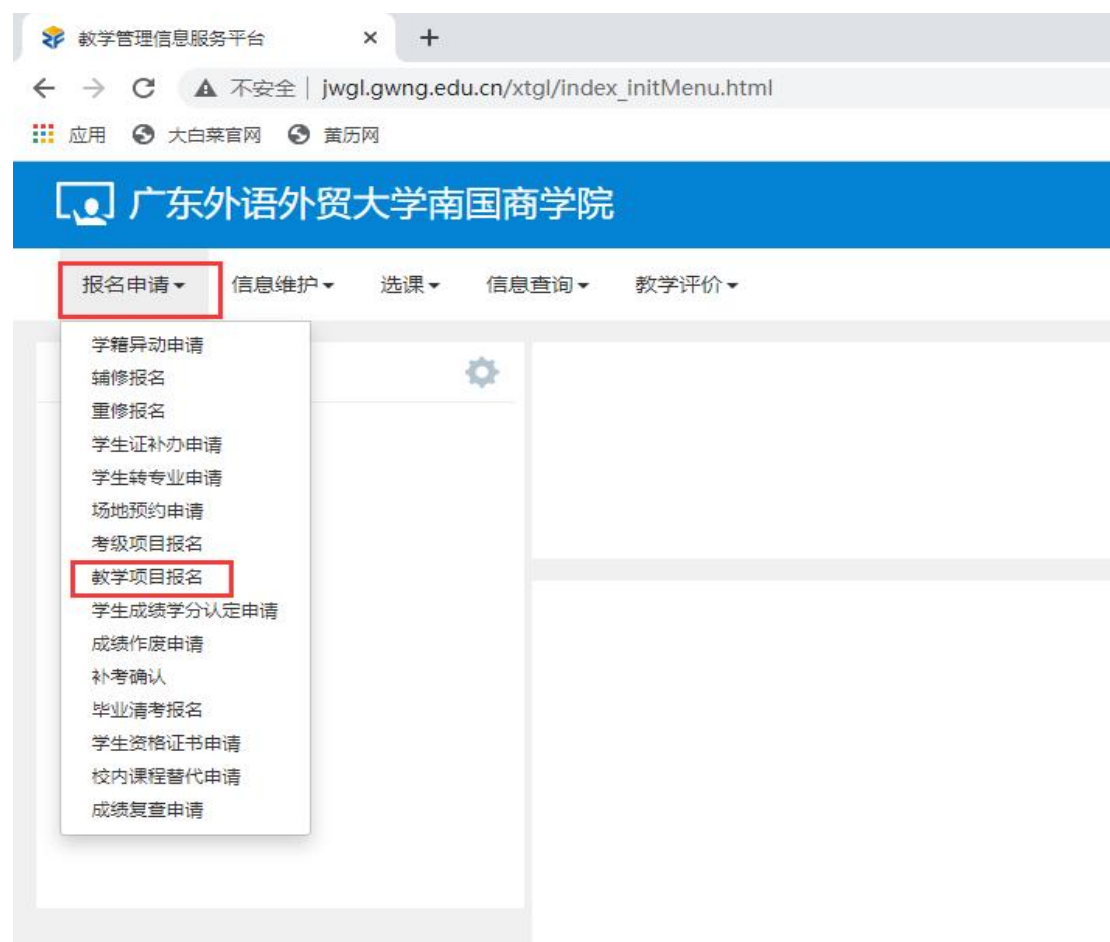 教学管理信息服务平台
不安全 | jwgl.gwng.edu.cn/xtgl/index_initMenu.html
应用 大白菜官网 黄历网
广东外语外贸大学南国商学院
报名申请 信息维护 选课 信息查询 教学评价
学籍异动申请
辅修报名
重修报名
学生证补办申请
学生转专业申请
场地预约申请
考级项目报名
教学项目报名
学生成绩学分认定申请
成绩作废申请
补考确认
毕业清考报名
学生资格证书申请
校内课程替代申请
成绩复查申请